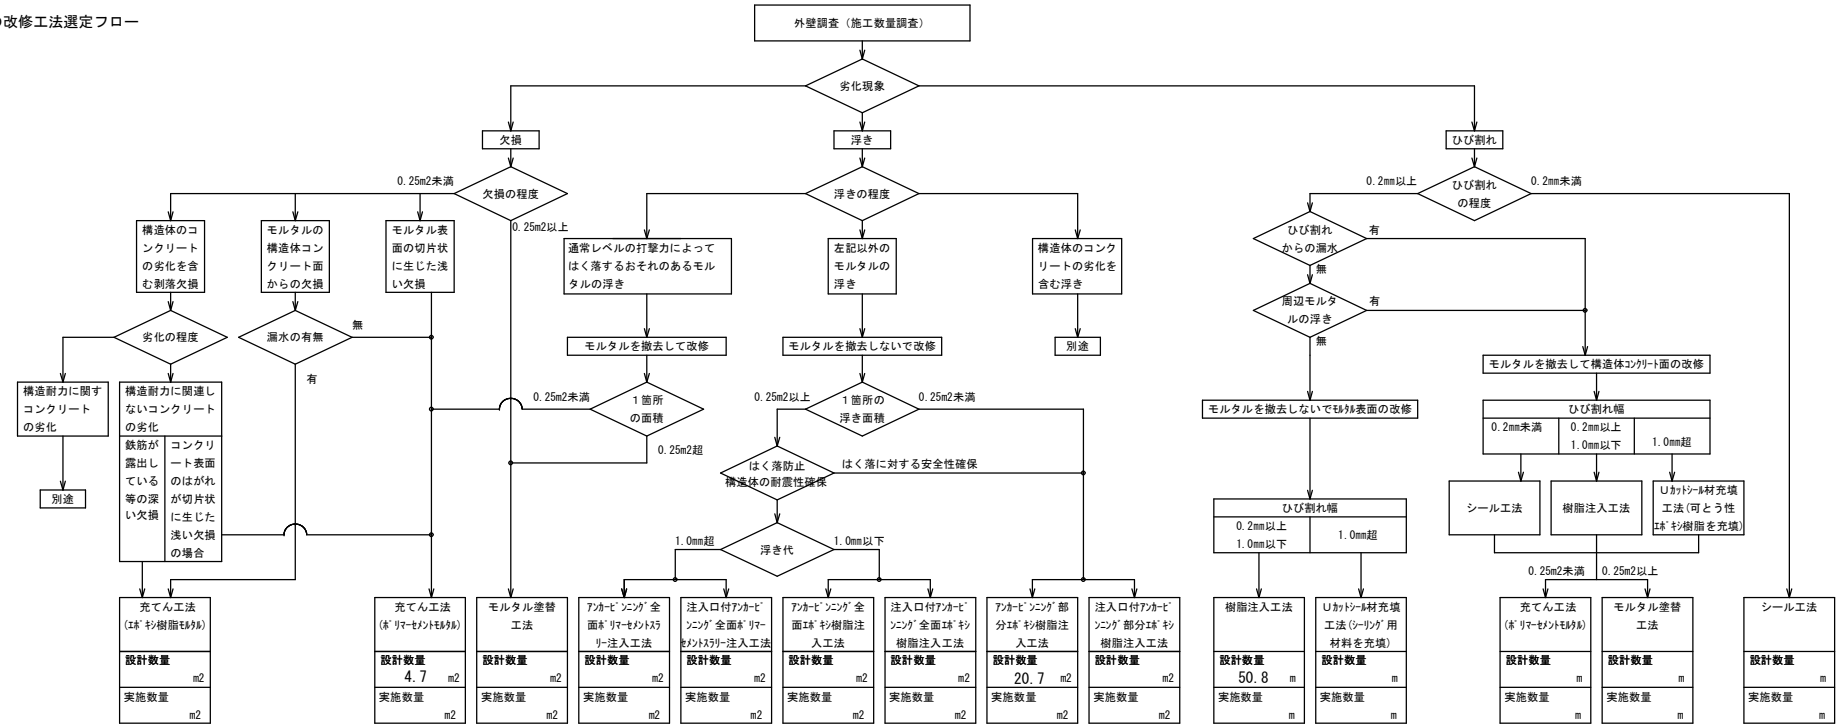 の改修工法選定フロー
外壁調査（施工数量調査）
劣化現象
欠損
浮き
ひび割れ
0.25m2未満
欠損の程度
0.25m2以上
浮きの程度
0.2mm以上
ひび割れ
の程度
0.2mm未満
構造体のコ
ンクリート
の劣化を含
む剥落欠損
モルタルの
構造体コン
クリート面
からの欠損
モルタル表
面の切片状
に生じた浅
い欠損
通常レベルの打撃力によって
はく落するおそれのあるモル
タルの浮き
左記以外の
モルタルの
浮き
構造体のコンク
リートの劣化を
含む浮き
ひび割れ
からの漏水
有
無
周辺モルタ
ルの浮き
有
無
劣化の程度
漏水の有無
無
有
モルタルを撤去して改修
モルタルを撤去しないで改修
別途
モルタルを撤去して構造体ｺﾝｸﾘｰﾄ面の改修
構造耐力に関す
コンクリート
の劣化
構造耐力に関連し
ないコンクリート
の劣化
鉄筋が
露出し
ている
等の深
い欠損
コンクリ
ート表面
のはがれ
が切片状
に生じた
浅い欠損
の場合
別途
0.25m2未満
１箇所
の面積
0.25m2超
0.25m2以上
１箇所の
浮き面積
0.25m2未満
はく落防止
構造体の耐震性確保
はく落に対する安全性確保
1.0mm超
浮き代
1.0mm以下
モルタルを撤去しないでﾓﾙﾀﾙ表面の改修
ひび割れ幅
0.2mm以上
1.0mm以下
1.0mm超
ひび割れ幅
0.2mm未満
0.2mm以上
1.0mm以下
1.0mm超
シール工法
樹脂注入工法
Ｕｶｯﾄｼｰﾙ材充填
工法(可とう性
ｴﾎﾟｷｼ樹脂を充填)
0.25m2未満
0.25m2以上
充てん工法
(ｴﾎﾟｷｼ樹脂ﾓﾙﾀﾙ)
設計数量
m2
実施数量
m2
充てん工法
(ﾎﾟﾘﾏｰｾﾒﾝﾄﾓﾙﾀﾙ)
設計数量
4.7 m2
実施数量
m2
モルタル塗替
工法
設計数量
m2
実施数量
m2
ｱﾝｶｰﾋﾟﾝﾆﾝｸﾞ全
面ﾎﾟﾘﾏｰｾﾒﾝﾄｽﾗ
ﾘｰ注入工法
設計数量
m2
実施数量
m2
注入口付ｱﾝｶｰﾋﾟ
ﾝﾆﾝｸﾞ全面ﾎﾟﾘﾏｰ
ｾﾒﾝﾄｽﾗﾘｰ注入工法
設計数量
m2
実施数量
m2
ｱﾝｶｰﾋﾟﾝﾆﾝｸﾞ全
面ｴﾎﾟｷｼ樹脂注
入工法
設計数量
m2
実施数量
m2
注入口付ｱﾝｶｰﾋﾟ
ﾝﾆﾝｸﾞ全面ｴﾎﾟｷｼ
樹脂注入工法
設計数量
m2
実施数量
m2
ｱﾝｶｰﾋﾟﾝﾆﾝｸﾞ部
分ｴﾎﾟｷｼ樹脂注
入工法
設計数量
20.7 m2
実施数量
m2
注入口付ｱﾝｶｰﾋﾟ
ﾝﾆﾝｸﾞ部分ｴﾎﾟｷｼ
樹脂注入工法
設計数量
m2
実施数量
m2
樹脂注入工法
設計数量
50.8 m
実施数量
m
Ｕｶｯﾄｼｰﾙ材充填
工法(ｼｰﾘﾝｸﾞ用
材料を充填)
設計数量
m
実施数量
m
充てん工法
(ﾎﾟﾘﾏｰｾﾒﾝﾄﾓﾙﾀﾙ)
設計数量
m
実施数量
m
モルタル塗替
工法
設計数量
m
実施数量
m
シール工法
設計数量
m
実施数量
m